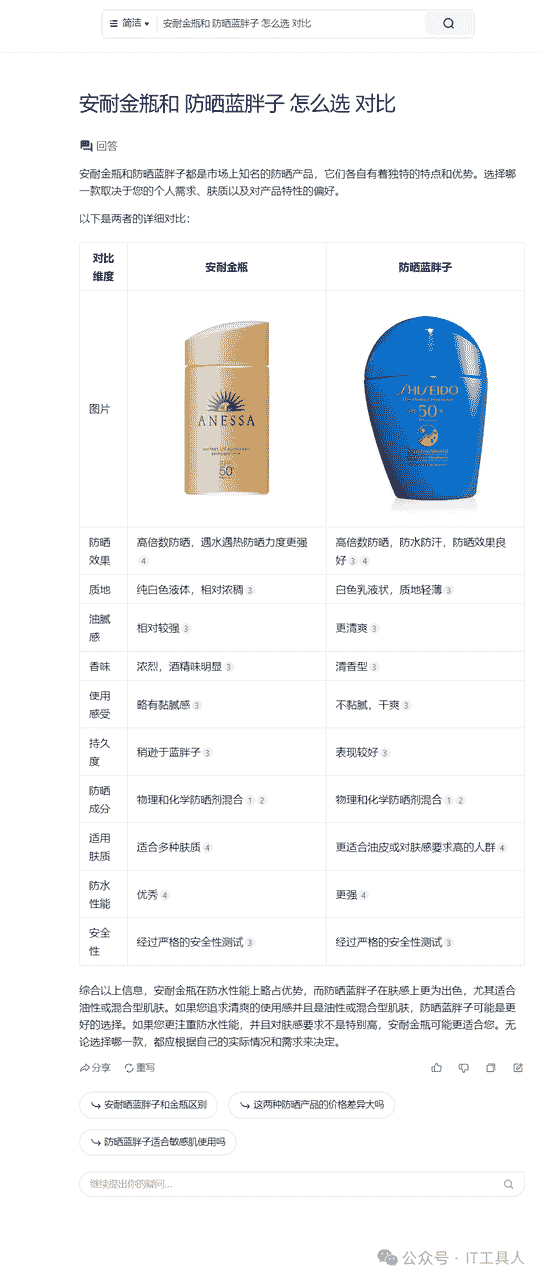 简洁 安耐金瓶和 防晒蓝胖子 怎么选 对比
安耐金瓶和 防晒蓝胖子 怎么选 对比
回答
安耐金瓶和防晒蓝胖子都是市场上知名的防晒产品，它们各自有着独特的特点和优势。选择哪
一款取决于您的个人需求、肤质以及对产品特性的偏好。
以下是两者的详细对比：
对比
维度
安耐金瓶
防晒蓝胖子
图片
ANESSA
50
SHISEIDO
50
防晒
效果
高倍数防晒，遇水遇热防晒力度更强
4
高倍数防晒，防水防汗，防晒效果良
好 3 4
质地
纯白色液体，相对浓稠 3
白色乳液状，质地轻薄 3
油腻
感
相对较强 3
更清爽 3
香味
浓烈，酒精味明显 3
清香型 3
使用
感受
略有黏腻感 3
不黏腻，干爽 3
持久
度
稍逊于蓝胖子 3
表现较好 3
防晒
成分
物理和化学防晒剂混合 1 2
物理和化学防晒剂混合 1 2
适用
肤质
适合多种肤质 4
更适合油皮或对肤感要求高的人群 4
防水
性能
优秀 4
更强 4
安全
性
经过严格的安全性测试 3
经过严格的安全性测试 3
综合以上信息，安耐金瓶在防水性能上略占优势，而防晒蓝胖子在肤感上更为出色，尤其适合
油性或混合型肌肤。如果您追求清爽的使用感并且是油性或混合型肌肤，防晒蓝胖子可能是更
好的选择。如果您更注重防水性能，并且对肤感要求不是特别高，安耐金瓶可能更适合您。无
论选择哪一款，都应根据自己的实际情况和需求来决定。
分享 重写
安耐晒蓝胖子和金瓶区别
这两种防晒产品的价格差异大吗
防晒蓝胖子适合敏感肌使用吗
继续提出你的疑问...
公众号 · IT工具人